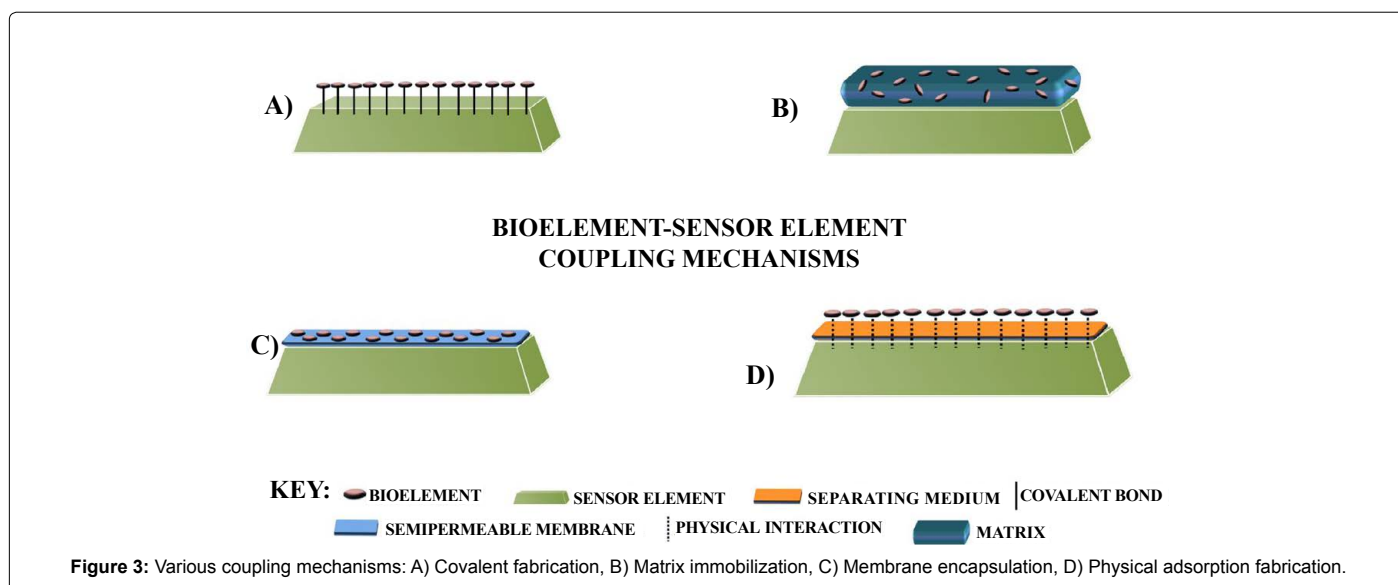 A)
B)
BIOELEMENT-SENSOR ELEMENT
COUPLING MECHANISMS
C)
D)
KEY: BIOELEMENT SENSOR ELEMENT SEPARATING MEDIUM COVALENT BOND
SEMIPERMEABLE MEMBRANE PHYSICAL INTERACTION MATRIX
Figure 3: Various coupling mechanisms: A) Covalent fabrication, B) Matrix immobilization, C) Membrane encapsulation, D) Physical adsorption fabrication.